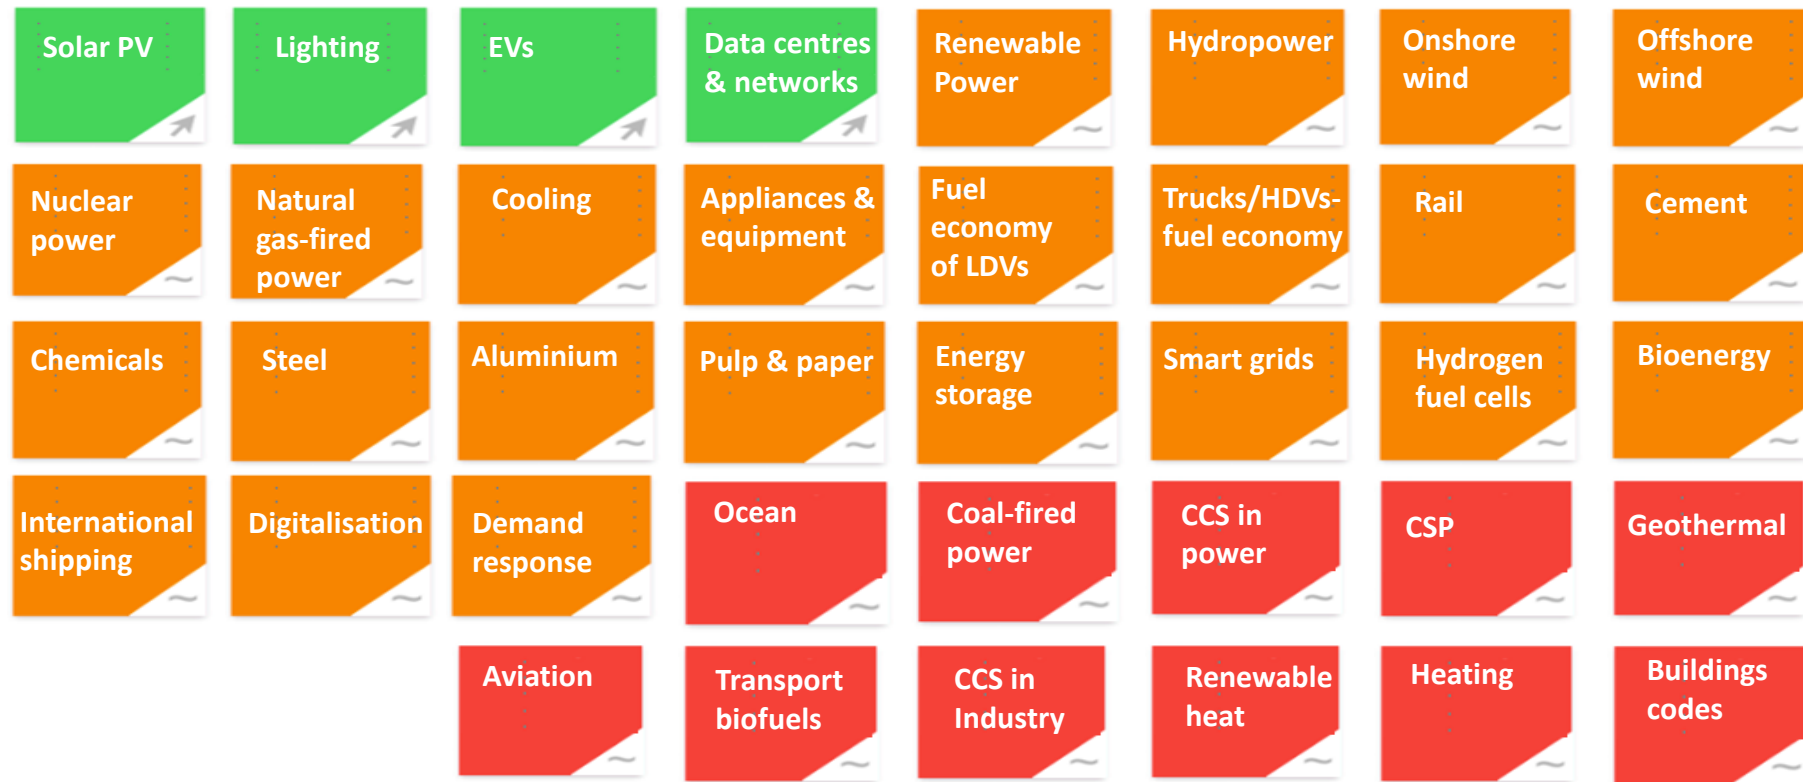 Solar PV
Lighting
EVs
Data centres
& networks
Renewable
Power
Hydropower
Onshore
wind
Offshore
wind
Nuclear
power
Natural
gas-fired
power
Cooling
Appliances &
equipment
Fuel
economy
of LDVs
Trucks/HDVs-
fuel economy
Rail
Cement
Chemicals
Steel
Aluminium
Pulp & paper
Energy
storage
Smart grids
Hydrogen
fuel cells
Bioenergy
International
shipping
Digitalisation
Demand
response
Ocean
Coal-fired
power
CCS in
power
CSP
Geothermal
Aviation
Transport
biofuels
CCS in
Industry
Renewable
heat
Heating
Buildings
codes